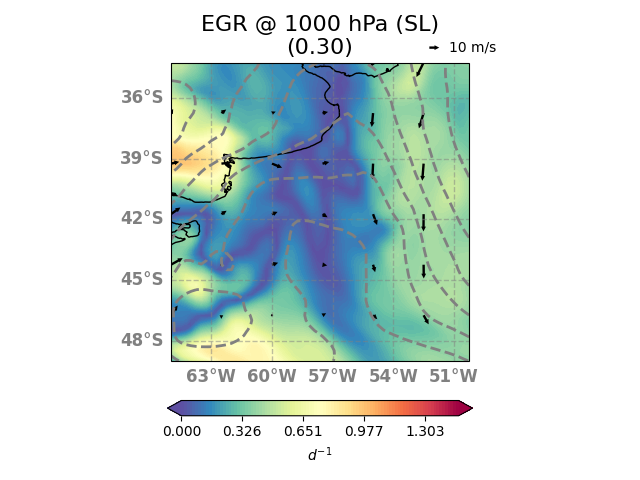 EGR @ 1000 hPa (SL)
(0.30)
10 m/s
36°S
39°S
42°S
45°S
48°S
63°W 60°W 57°W 54°W 51°W
0.000 0.326 0.651 0.977 1.303
d⁻¹